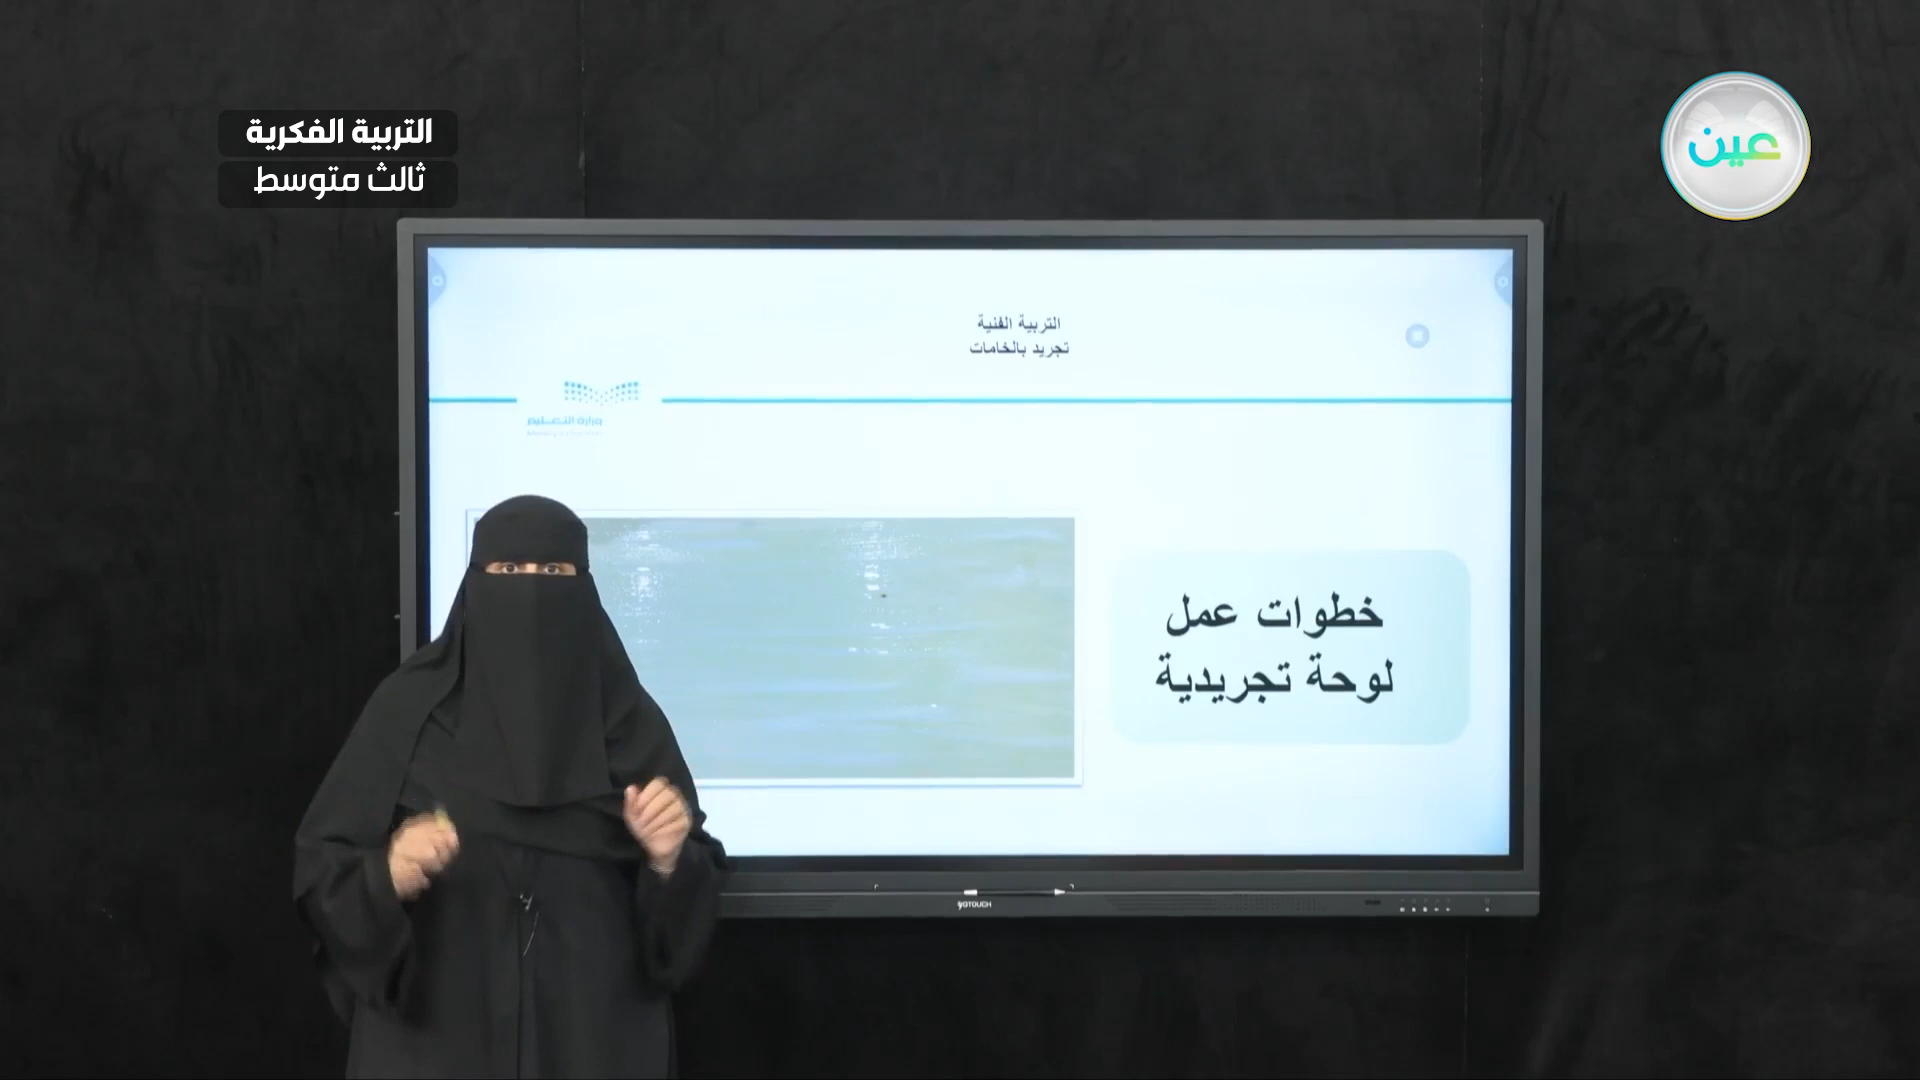 التربية الفكرية
ثالث متوسط
عين
التربية الفنية
تجريد بالخامات
وزارة التعليم
خطوات عمل
لوحة تجريدية